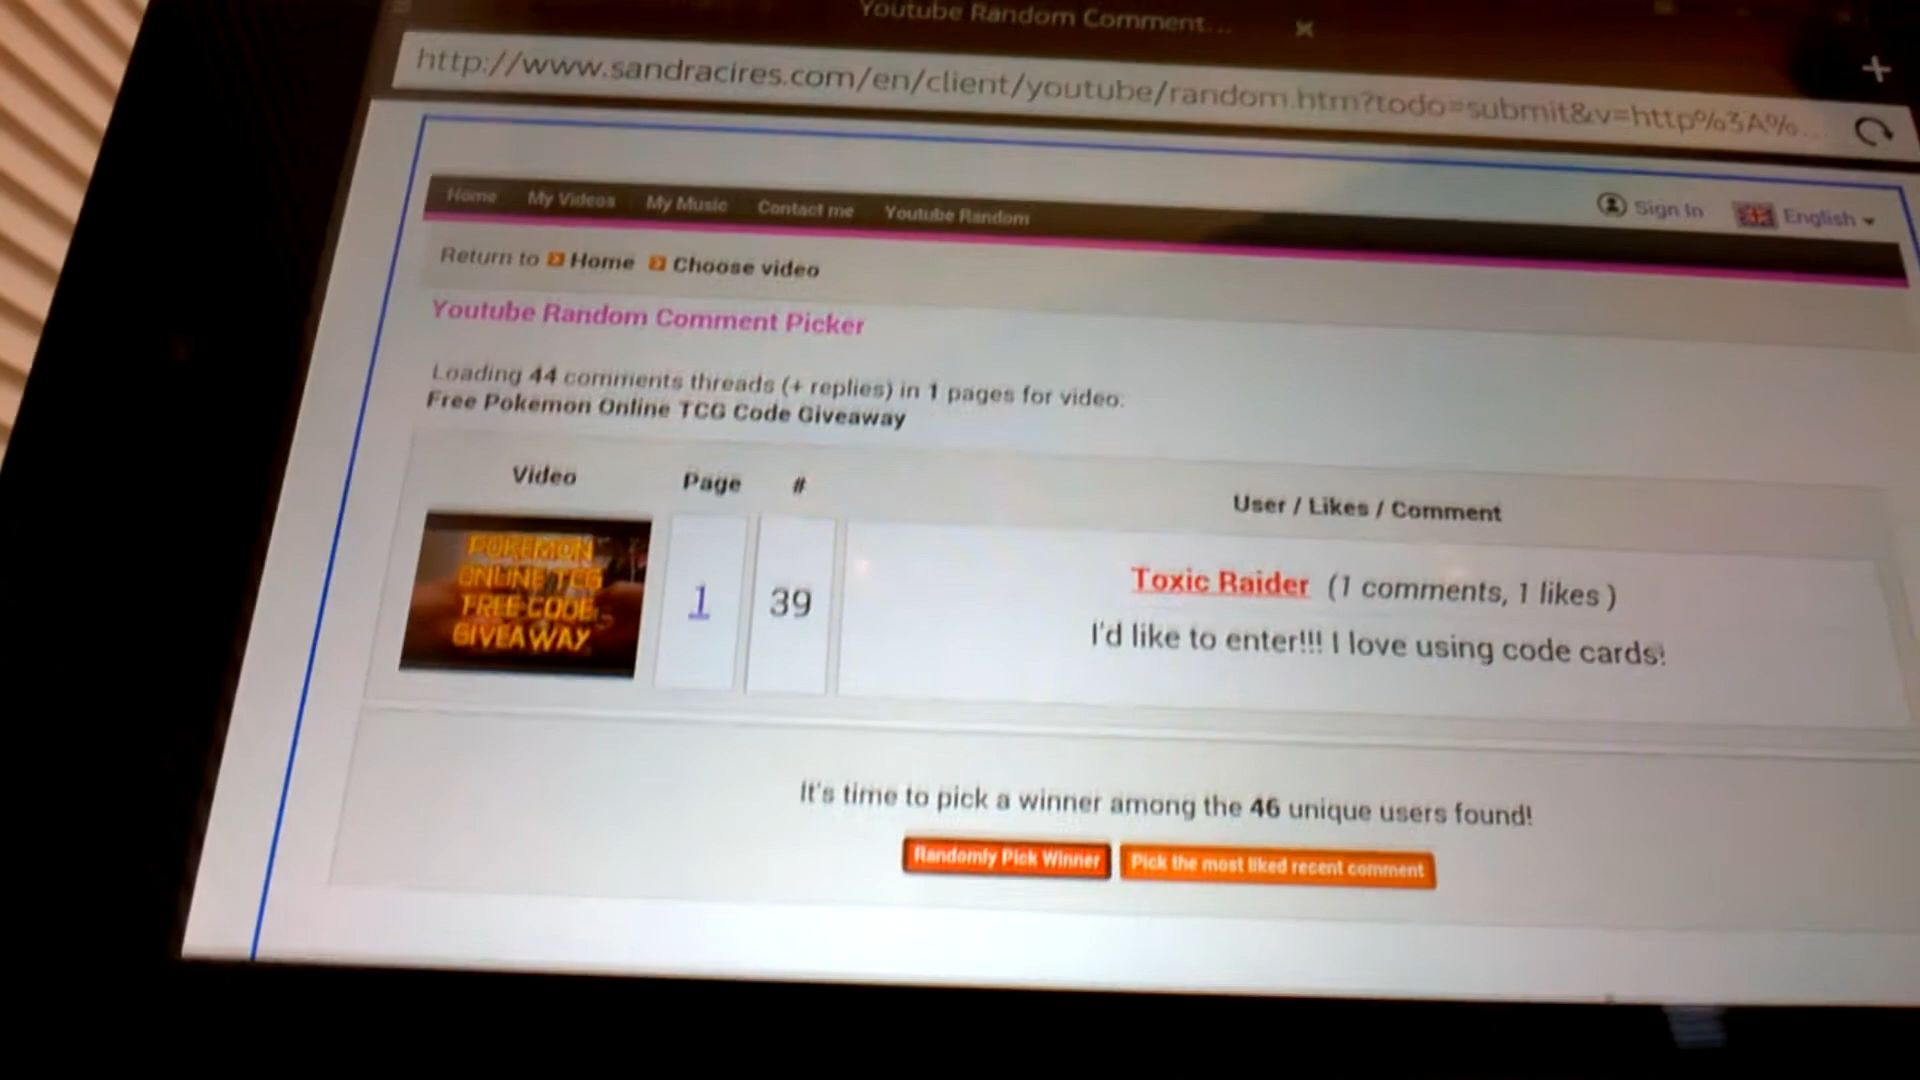 Youtube Random Comment...
http://www.sandracires.com/en/client/youtube/random.htm?todo=submit&v=http%3A%...
Sign In English
Home My Videos My Music Contact me Youtube Random
Return to Home Choose video
Youtube Random Comment Picker
Loading 44 comments threads (+ replies) in 1 pages for video:
Free Pokemon Online TCG Code Giveaway
Video Page # User / Likes / Comment
POKEMON
ONLINE TCG
FREE CODE
GIVEAWAY
1 39
Toxic Raider (1 comments, 1 likes )
I'd like to enter!!! I love using code cards!
It's time to pick a winner among the 46 unique users found!
Randomly Pick Winner Pick the most liked recent comment